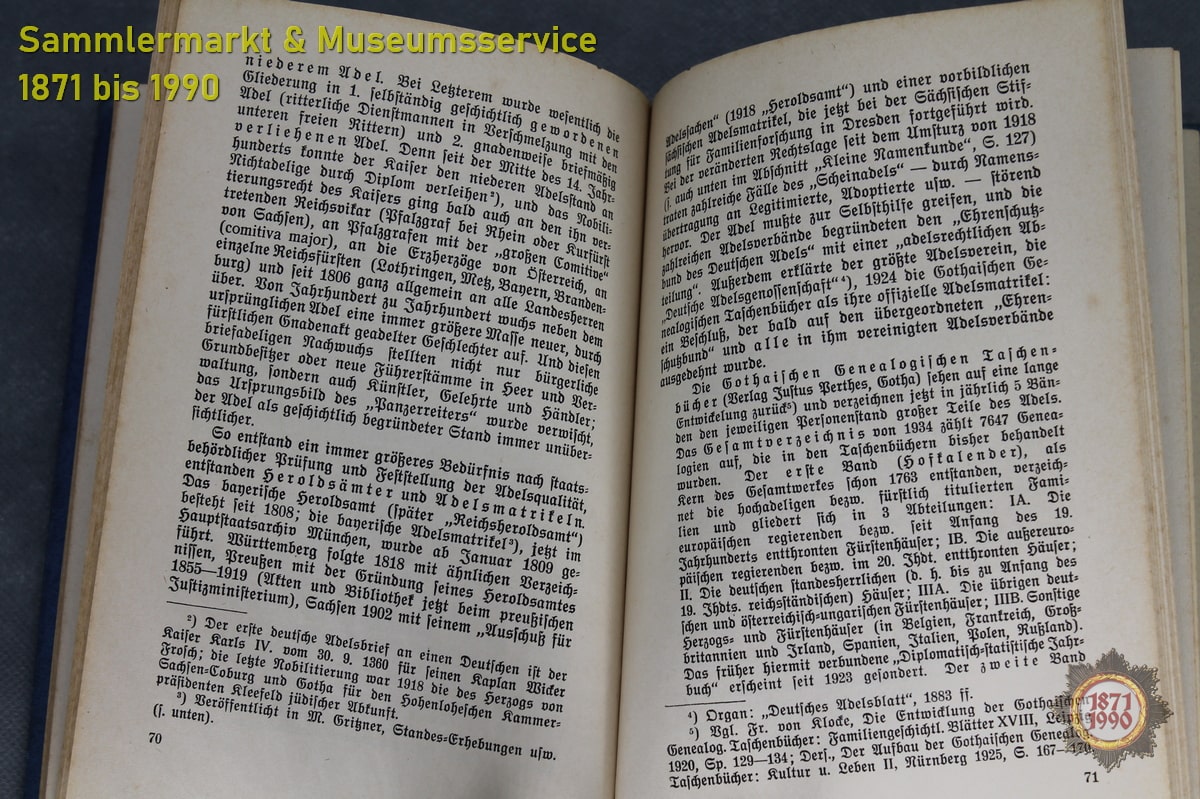 Sammlermarkt & Museumsservice
1871 bis 1990
niederem Adel. Bei Letzterem wurde wesentlich die
Gliederung in 1. selbständig geschichtlich gewordenen
Adel (ritterliche Dienstmannen in Verschmelzung mit den
unteren freien Rittern) und 2. gnadenweise briefmäßig
verliehenen Adel. Denn seit der Mitte des 14. Jahr-
hunderts konnte der Kaiser den niederen Adelsstand an
Nichtadelige durch Diplom verleihen²), und das Nobili-
tierungsrecht des Kaisers ging bald auch an den ihn ver-
tretenden Reichsvikar (Pfalzgraf bei Rhein oder Kurfürst
von Sachsen), an Pfalzgrafen mit der „großen Comitive“
(comitiva major), an die Erzherzöge von Österreich, an
einzelne Reichsfürsten (Lothringen, Metz, Bayern, Branden-
burg) und seit 1806 ganz allgemein an alle Landesherren
über. Von Jahrhundert zu Jahrhundert wuchs neben dem
ursprünglichen Adel eine immer größere Masse neuer, durch
fürstlichen Gnadenakt geadelter Geschlechter auf. Und diesen
briefadeligen Nachwuchs stellten nicht nur bürgerliche
Grundbesitzer oder neue Führerstämme in Heer und Ver-
waltung, sondern auch Künstler, Gelehrte und Händler;
das Ursprungsbild des „Panzerreiters“ wurde verwischt,
der Adel als geschichtlich begründeter Stand immer unüber-
sichtlicher.
So entstand ein immer größeres Bedürfnis nach staats-
behördlicher Prüfung und Feststellung der Adelsqualität,
entstanden Heroldsämter und Adelsmatrikeln.
Das bayerische Heroldsamt (später „Reichsheroldsamt“)
besteht seit 1808; die bayerische Adelsmatrikel³), jetzt im
Hauptstaatsarchiv München, wurde ab Januar 1809 ge-
führt. Württemberg folgte 1818 mit ähnlichen Verzeich-
nissen, Preußen mit der Gründung seines Heroldsamtes
1855—1919 (Akten und Bibliothek jetzt beim preußischen
Justizministerium), Sachsen 1902 mit seinem „Ausschuß für
²) Der erste deutsche Adelsbrief an einen Deutschen ist der
Kaiser Karls IV. vom 30. 9. 1360 für seinen Kaplan Wicker
Frosch; die letzte Nobilitierung war 1918 die des Herzogs von
Sachsen-Coburg und Gotha für den Hohenloheschen Kammer-
präsidenten Kleefeld jüdischer Abkunft.
³) Veröffentlicht in M. Gritzner, Standes-Erhebungen usw.
(s. unten).
70
Adelssachen“ (1918 „Heroldsamt“) und einer vorbildlichen
sächsischen Adelsmatrikel, die jetzt bei der Sächsischen Stif-
tung für Familienforschung in Dresden fortgeführt wird.
Bei der veränderten Rechtslage seit dem Umsturz von 1918
(s. auch unten im Abschnitt „Kleine Namenkunde“, S. 127)
traten zahlreiche Fälle des „Scheinadels“ — durch Namens-
übertragung an Legitimierte, Adoptierte usw. — störend
hervor. Der Adel mußte zur Selbsthilfe greifen, und die
zahlreichen Adelsverbände begründeten den „Ehrenschutz-
bund des Deutschen Adels“ mit einer „adelsrechtlichen Ab-
teilung“. Außerdem erklärte der größte Adelsverein, die
„Deutsche Adelsgenossenschaft“⁴), 1924 die Gothaischen Ge-
nealogischen Taschenbücher als ihre offizielle Adelsmatrikel:
ein Beschluß, der bald auf den übergeordneten „Ehren-
schutzbund“ und alle in ihm vereinigten Adelsverbände
ausgedehnt wurde.
Die Gothaischen Genealogischen Taschen-
bücher (Verlag Justus Perthes, Gotha) sehen auf eine lange
Entwickelung zurück⁵) und verzeichnen jetzt in jährlich 5 Bän-
den den jeweiligen Personenstand großer Teile des Adels.
Das Gesamtverzeichnis von 1934 zählt 7647 Genea-
logien auf, die in den Taschenbüchern bisher behandelt
wurden. Der erste Band (Hofkalender), als
Kern des Gesamtwerkes schon 1763 entstanden, verzeich-
net die hochadeligen bezw. fürstlich titulierten Fami-
lien und gliedert sich in 3 Abteilungen: IA. Die
europäischen regierenden bezw. seit Anfang des 19.
Jahrhunderts entthronten Fürstenhäuser; IB. Die außereuro-
päischen regierenden bezw. im 20. Jhdt. entthronten Häuser;
II. Die deutschen standesherrlichen (d. h. bis zu Anfang des
19. Jhdts. reichsständischen) Häuser; IIIA. Die übrigen deut-
schen und österreichisch-ungarischen Fürstenhäuser; IIIB. Sonstige
Herzogs- und Fürstenhäuser (in Belgien, Frankreich, Groß-
britannien und Irland, Spanien, Italien, Polen, Rußland).
Das früher hiermit verbundene „Diplomatisch-statistische Jahr-
buch“ erscheint seit 1923 gesondert. Der zweite Band
⁴) Organ: „Deutsches Adelsblatt“, 1883 ff.
⁵) Vgl. Fr. von Klocke, Die Entwicklung der Gothaischen
Genealog. Taschenbücher: Familiengeschichtl. Blätter XVIII, Leipzig
1920, Sp. 129—134; Ders., Der Aufbau der Gothaischen Genealog.
Taschenbücher: Kultur u. Leben II, Nürnberg 1925, S. 167—170.
71
1871
1990